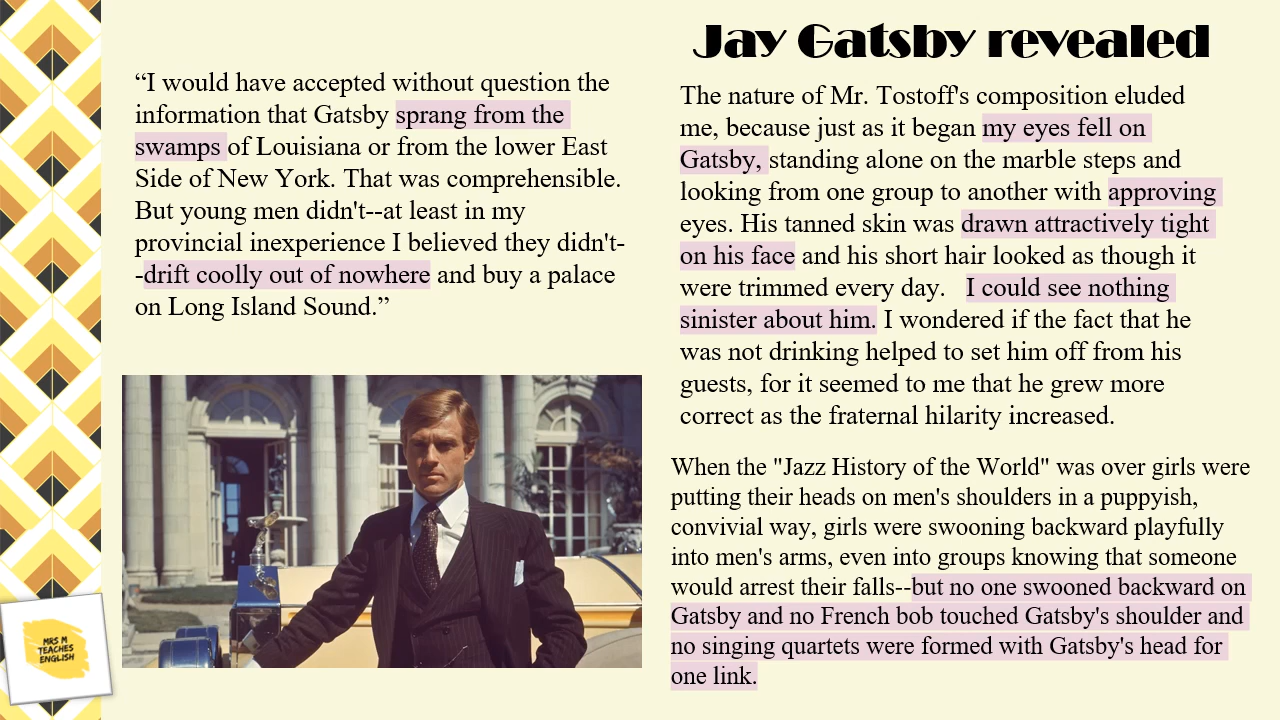 Jay Gatsby revealed
“I would have accepted without question the
information that Gatsby sprang from the
swamps of Louisiana or from the lower East
Side of New York. That was comprehensible.
But young men didn't--at least in my
provincial inexperience I believed they didn't-
-drift coolly out of nowhere and buy a palace
on Long Island Sound.”
The nature of Mr. Tostoff's composition eluded
me, because just as it began my eyes fell on
Gatsby, standing alone on the marble steps and
looking from one group to another with approving
eyes. His tanned skin was drawn attractively tight
on his face and his short hair looked as though it
were trimmed every day. I could see nothing
sinister about him. I wondered if the fact that he
was not drinking helped to set him off from his
guests, for it seemed to me that he grew more
correct as the fraternal hilarity increased.
When the "Jazz History of the World" was over girls were
putting their heads on men's shoulders in a puppyish,
convivial way, girls were swooning backward playfully
into men's arms, even into groups knowing that someone
would arrest their falls--but no one swooned backward on
Gatsby and no French bob touched Gatsby's shoulder and
no singing quartets were formed with Gatsby's head for
one link.
MRS M
TEACHES
ENGLISH